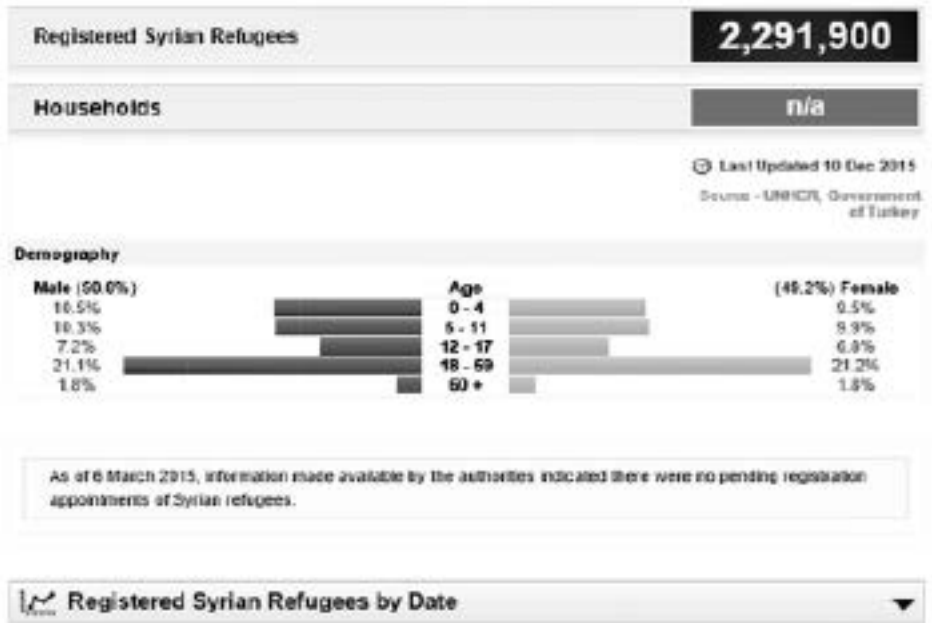 Registered Syrian Refugees 2,291,900
Households n/a
Last Updated 10 Dec 2015
Source - UNHCR, Government
of Turkey
Demography
Male Age (49.2%) Female
10.5% 0 - 4 9.5%
10.3% 5 - 11 9.9%
7.2% 12 - 17
21.1% 18 - 59 21.2%
1.8% 60 + 1.8%
As of 6 March 2015, information made available by the authorities indicated there were no pending registration
appointments of Syrian refugees.
Registered Syrian Refugees by Date